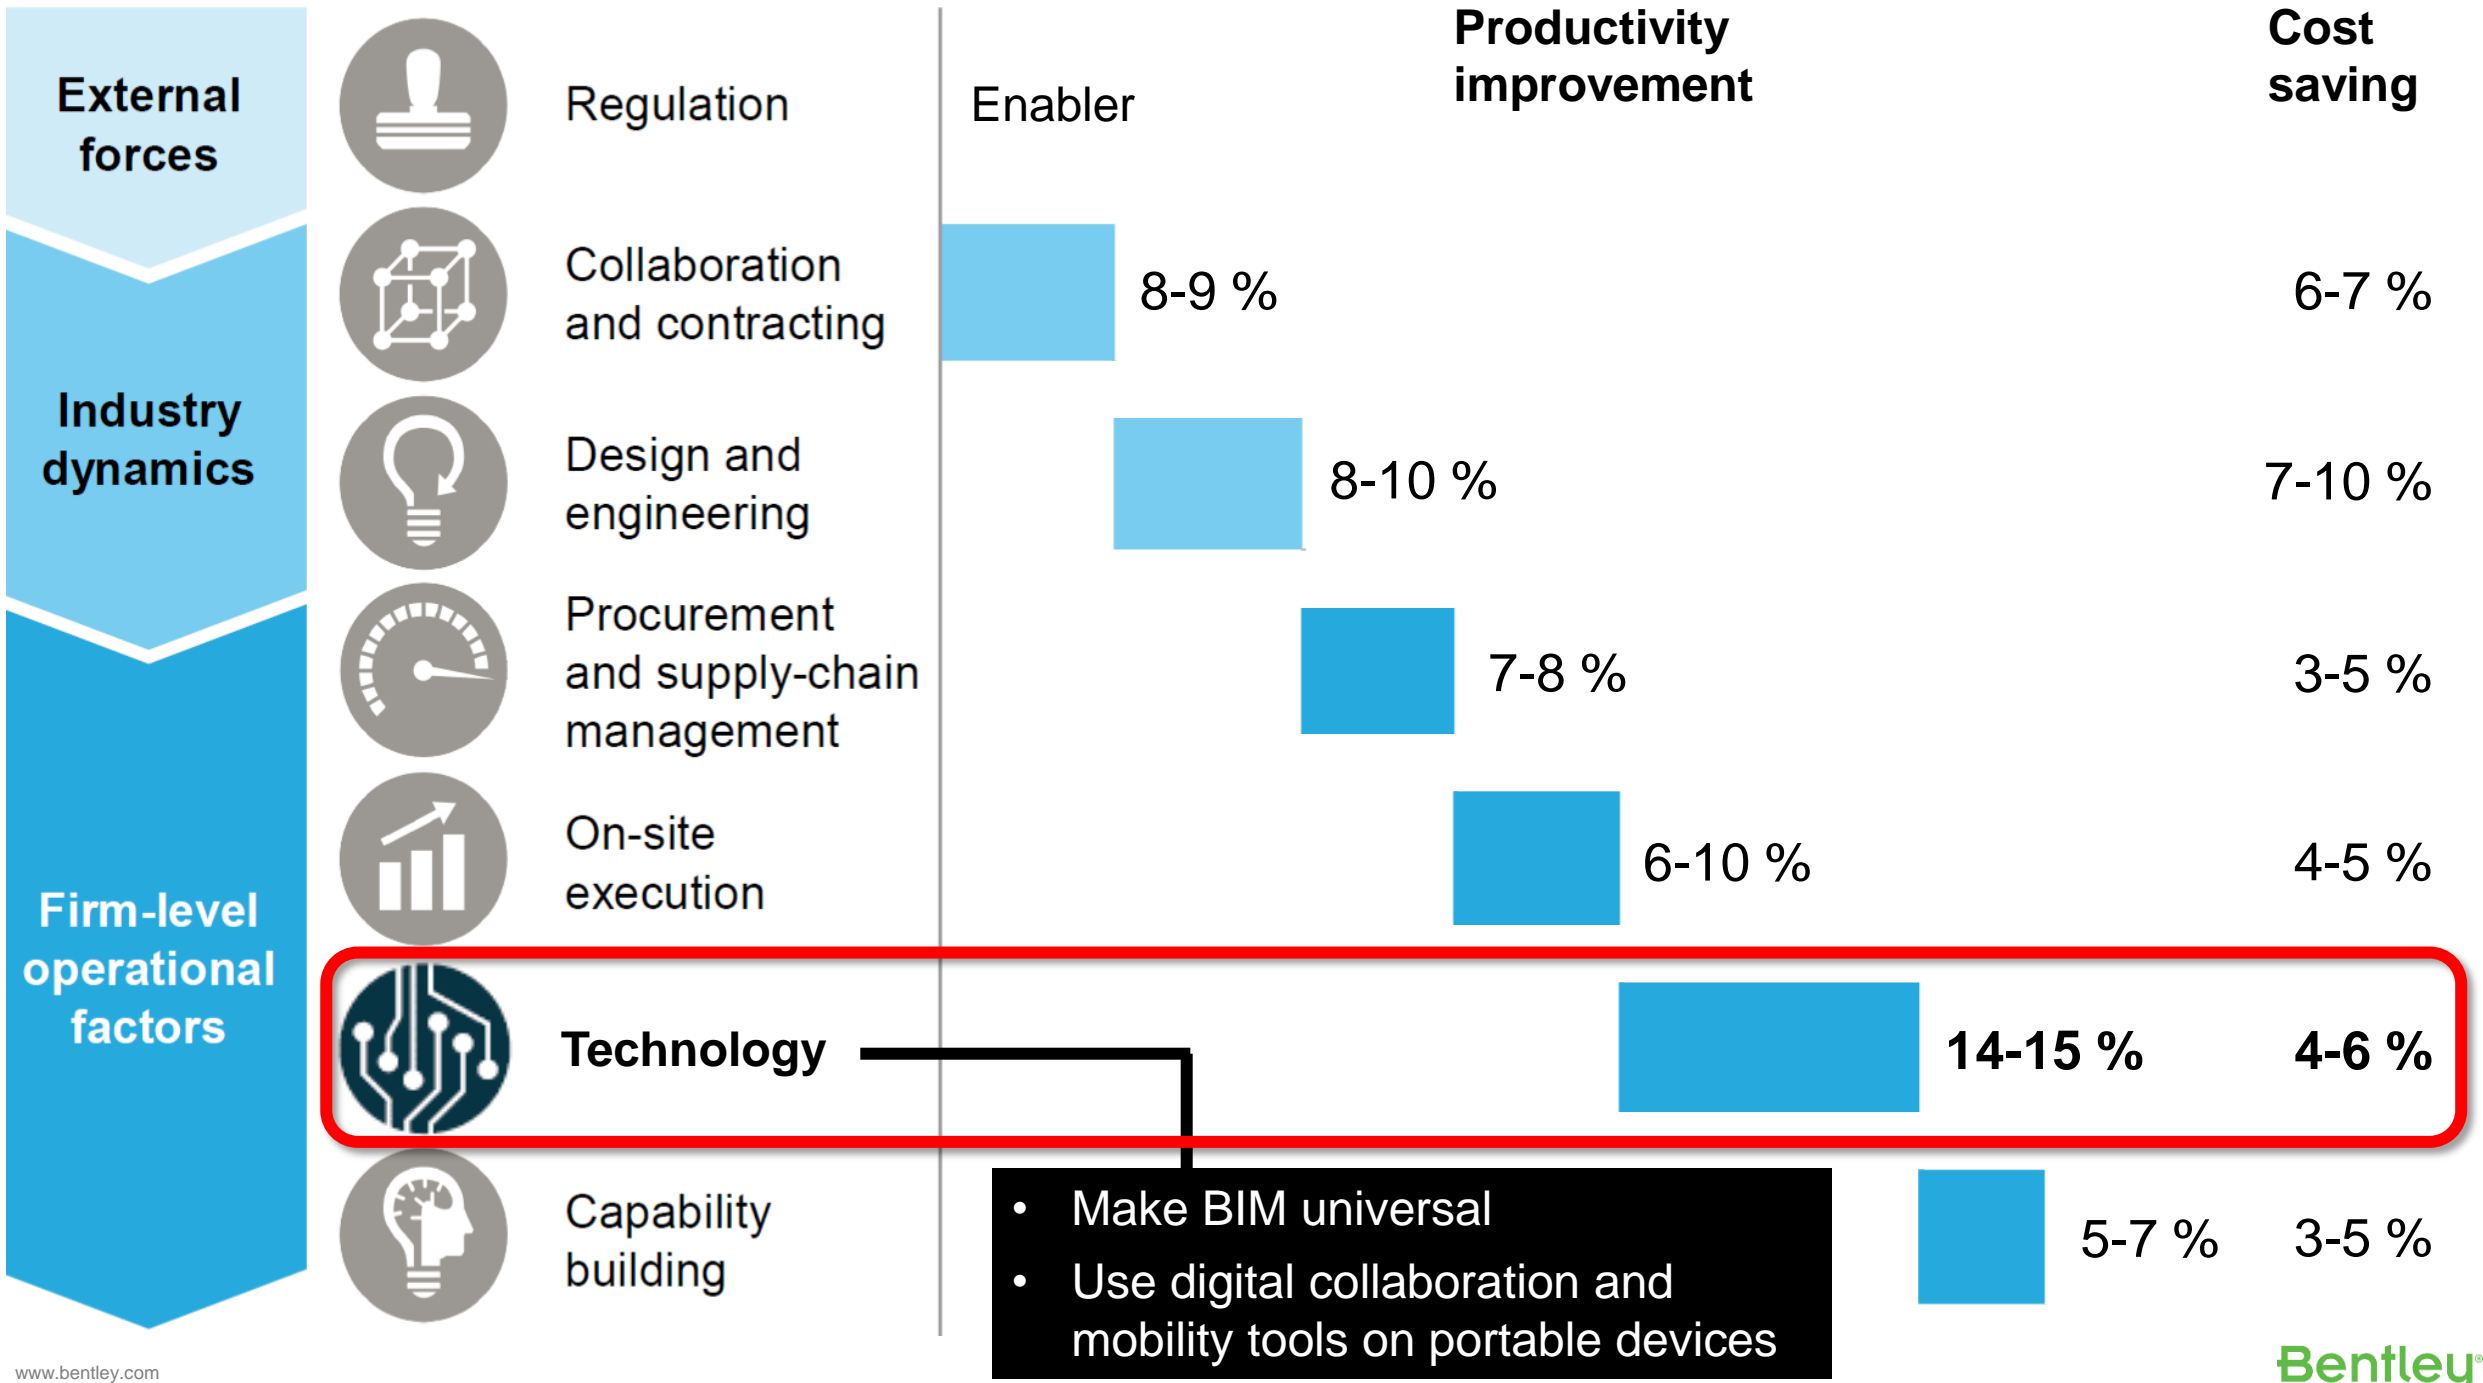 Productivity
improvement
Cost
saving
External
forces
Regulation
Enabler
Collaboration
and contracting
8-9 %
6-7 %
Industry
dynamics
Design and
engineering
8-10 %
7-10 %
Procurement
and supply-chain
management
7-8 %
3-5 %
On-site
execution
6-10 %
4-5 %
Firm-level
operational
factors
Technology
14-15 %
4-6 %
Capability
building
• Make BIM universal
• Use digital collaboration and
mobility tools on portable devices
5-7 %
3-5 %
www.bentley.com
Bentley®